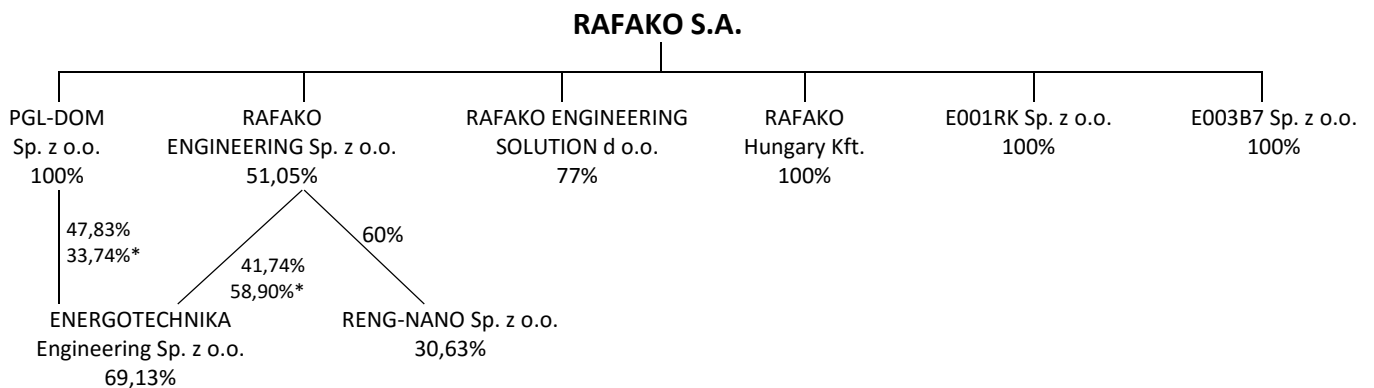 RAFAKO S.A.
PGL-DOM
Sp. z o.o.
100%
RAFAKO
ENGINEERING Sp. z o.o.
51,05%
RAFAKO ENGINEERING
SOLUTION d o.o.
77%
RAFAKO
Hungary Kft.
100%
E001RK Sp. z o.o.
100%
E003B7 Sp. z o.o.
100%
47,83%
33,74%*
41,74%
58,90%*
60%
ENERGOTECHNIKA
Engineering Sp. z o.o.
69,13%
RENG-NANO Sp. z o.o.
30,63%